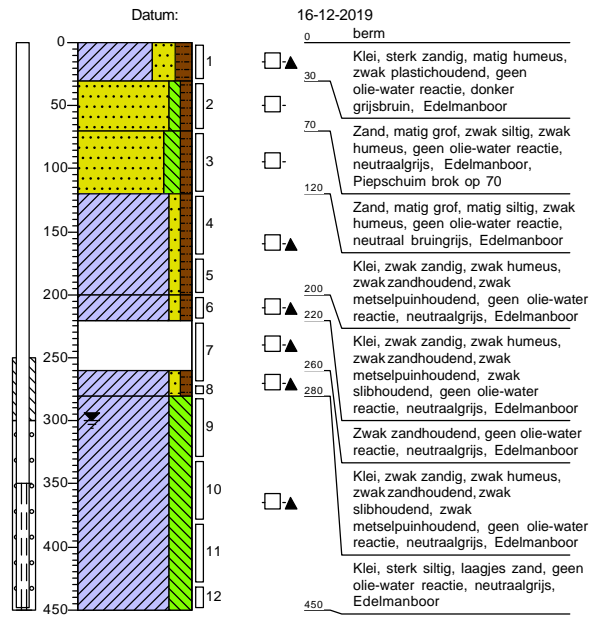 Datum: 16-12-2019
0
50
100
150
200
250
300
350
400
450
1
2
3
4
5
6
7
8
9
10
11
12
0 berm
Klei, sterk zandig, matig humeus,
zwak plastichoudend, geen
olie-water reactie, donker
grijsbruin, Edelmanboor
30
Zand, matig grof, zwak siltig, zwak
humeus, geen olie-water reactie,
neutraalgrijs, Edelmanboor,
Piepschuim brok op 70
70
Zand, matig grof, matig siltig, zwak
humeus, geen olie-water reactie,
neutraal bruingrijs, Edelmanboor
120
Klei, zwak zandig, zwak humeus,
zwak zandhoudend, zwak
metselpuinhoudend, geen olie-water
reactie, neutraalgrijs, Edelmanboor
200
Klei, zwak zandig, zwak humeus,
zwak zandhoudend, zwak
metselpuinhoudend, zwak
slibhoudend, geen olie-water
reactie, neutraalgrijs, Edelmanboor
220
Zwak zandhoudend, geen olie-water
reactie, neutraalgrijs, Edelmanboor
260
Klei, zwak zandig, zwak humeus,
zwak zandhoudend, zwak
slibhoudend, zwak
metselpuinhoudend, geen olie-water
reactie, neutraalgrijs, Edelmanboor
280
Klei, sterk siltig, laagjes zand, geen
olie-water reactie, neutraalgrijs,
Edelmanboor
450